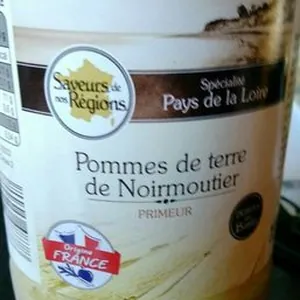 Saveurs de
nos Régions
Spécialité
Pays de la Loire
Pommes de terre
de Noirmoutier
PRIMEUR
Origine
FRANCE